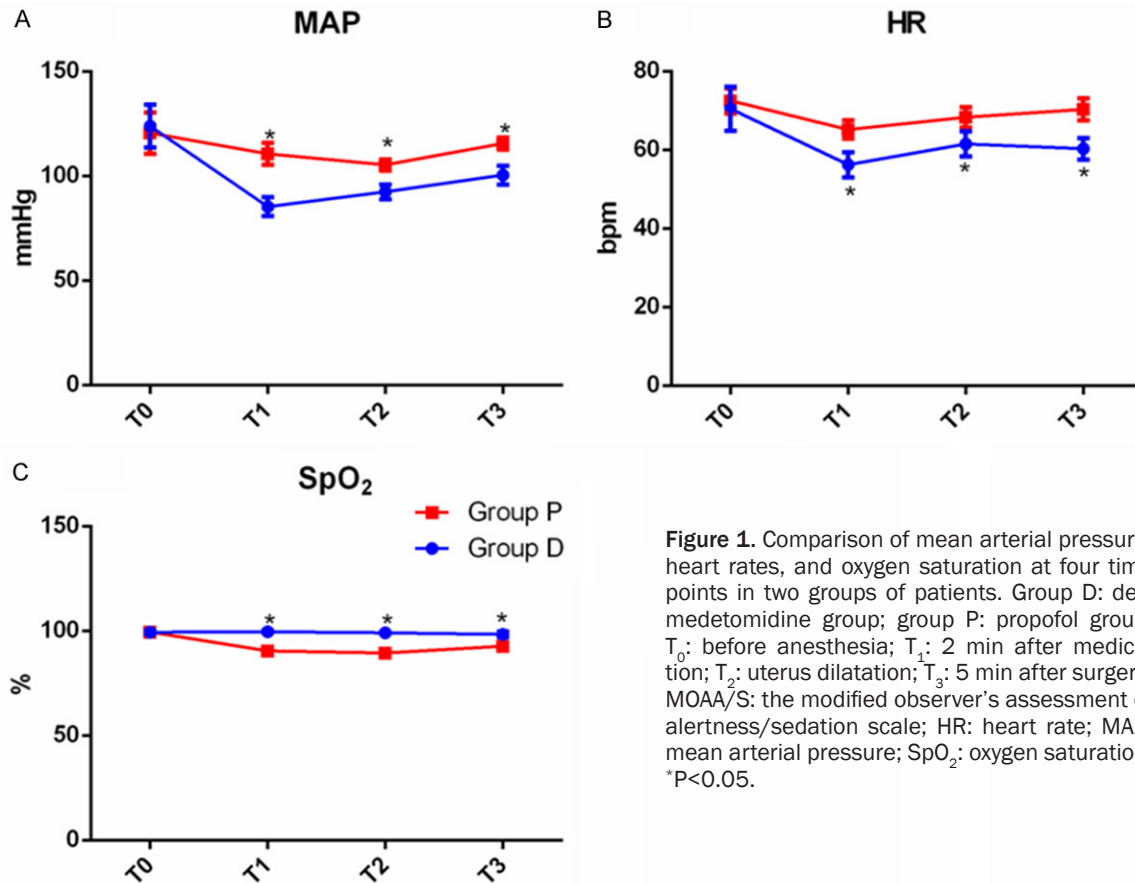 A
MAP
150
100
50
0
mmHg
* * *
T0 T1 T2 T3
B
HR
80
60
40
20
0
bpm
* * *
T0 T1 T2 T3
C
SpO₂
Group P
Group D
150
100
50
0
%
* * *
T0 T1 T2 T3
Figure 1. Comparison of mean arterial pressur
heart rates, and oxygen saturation at four tim
points in two groups of patients. Group D: de
medetomidine group; group P: propofol grou
T₀: before anesthesia; T₁: 2 min after medic
tion; T₂: uterus dilatation; T₃: 5 min after surger
MOAA/S: the modified observer's assessment
alertness/sedation scale; HR: heart rate; MA
mean arterial pressure; SpO₂: oxygen saturation
*P<0.05.